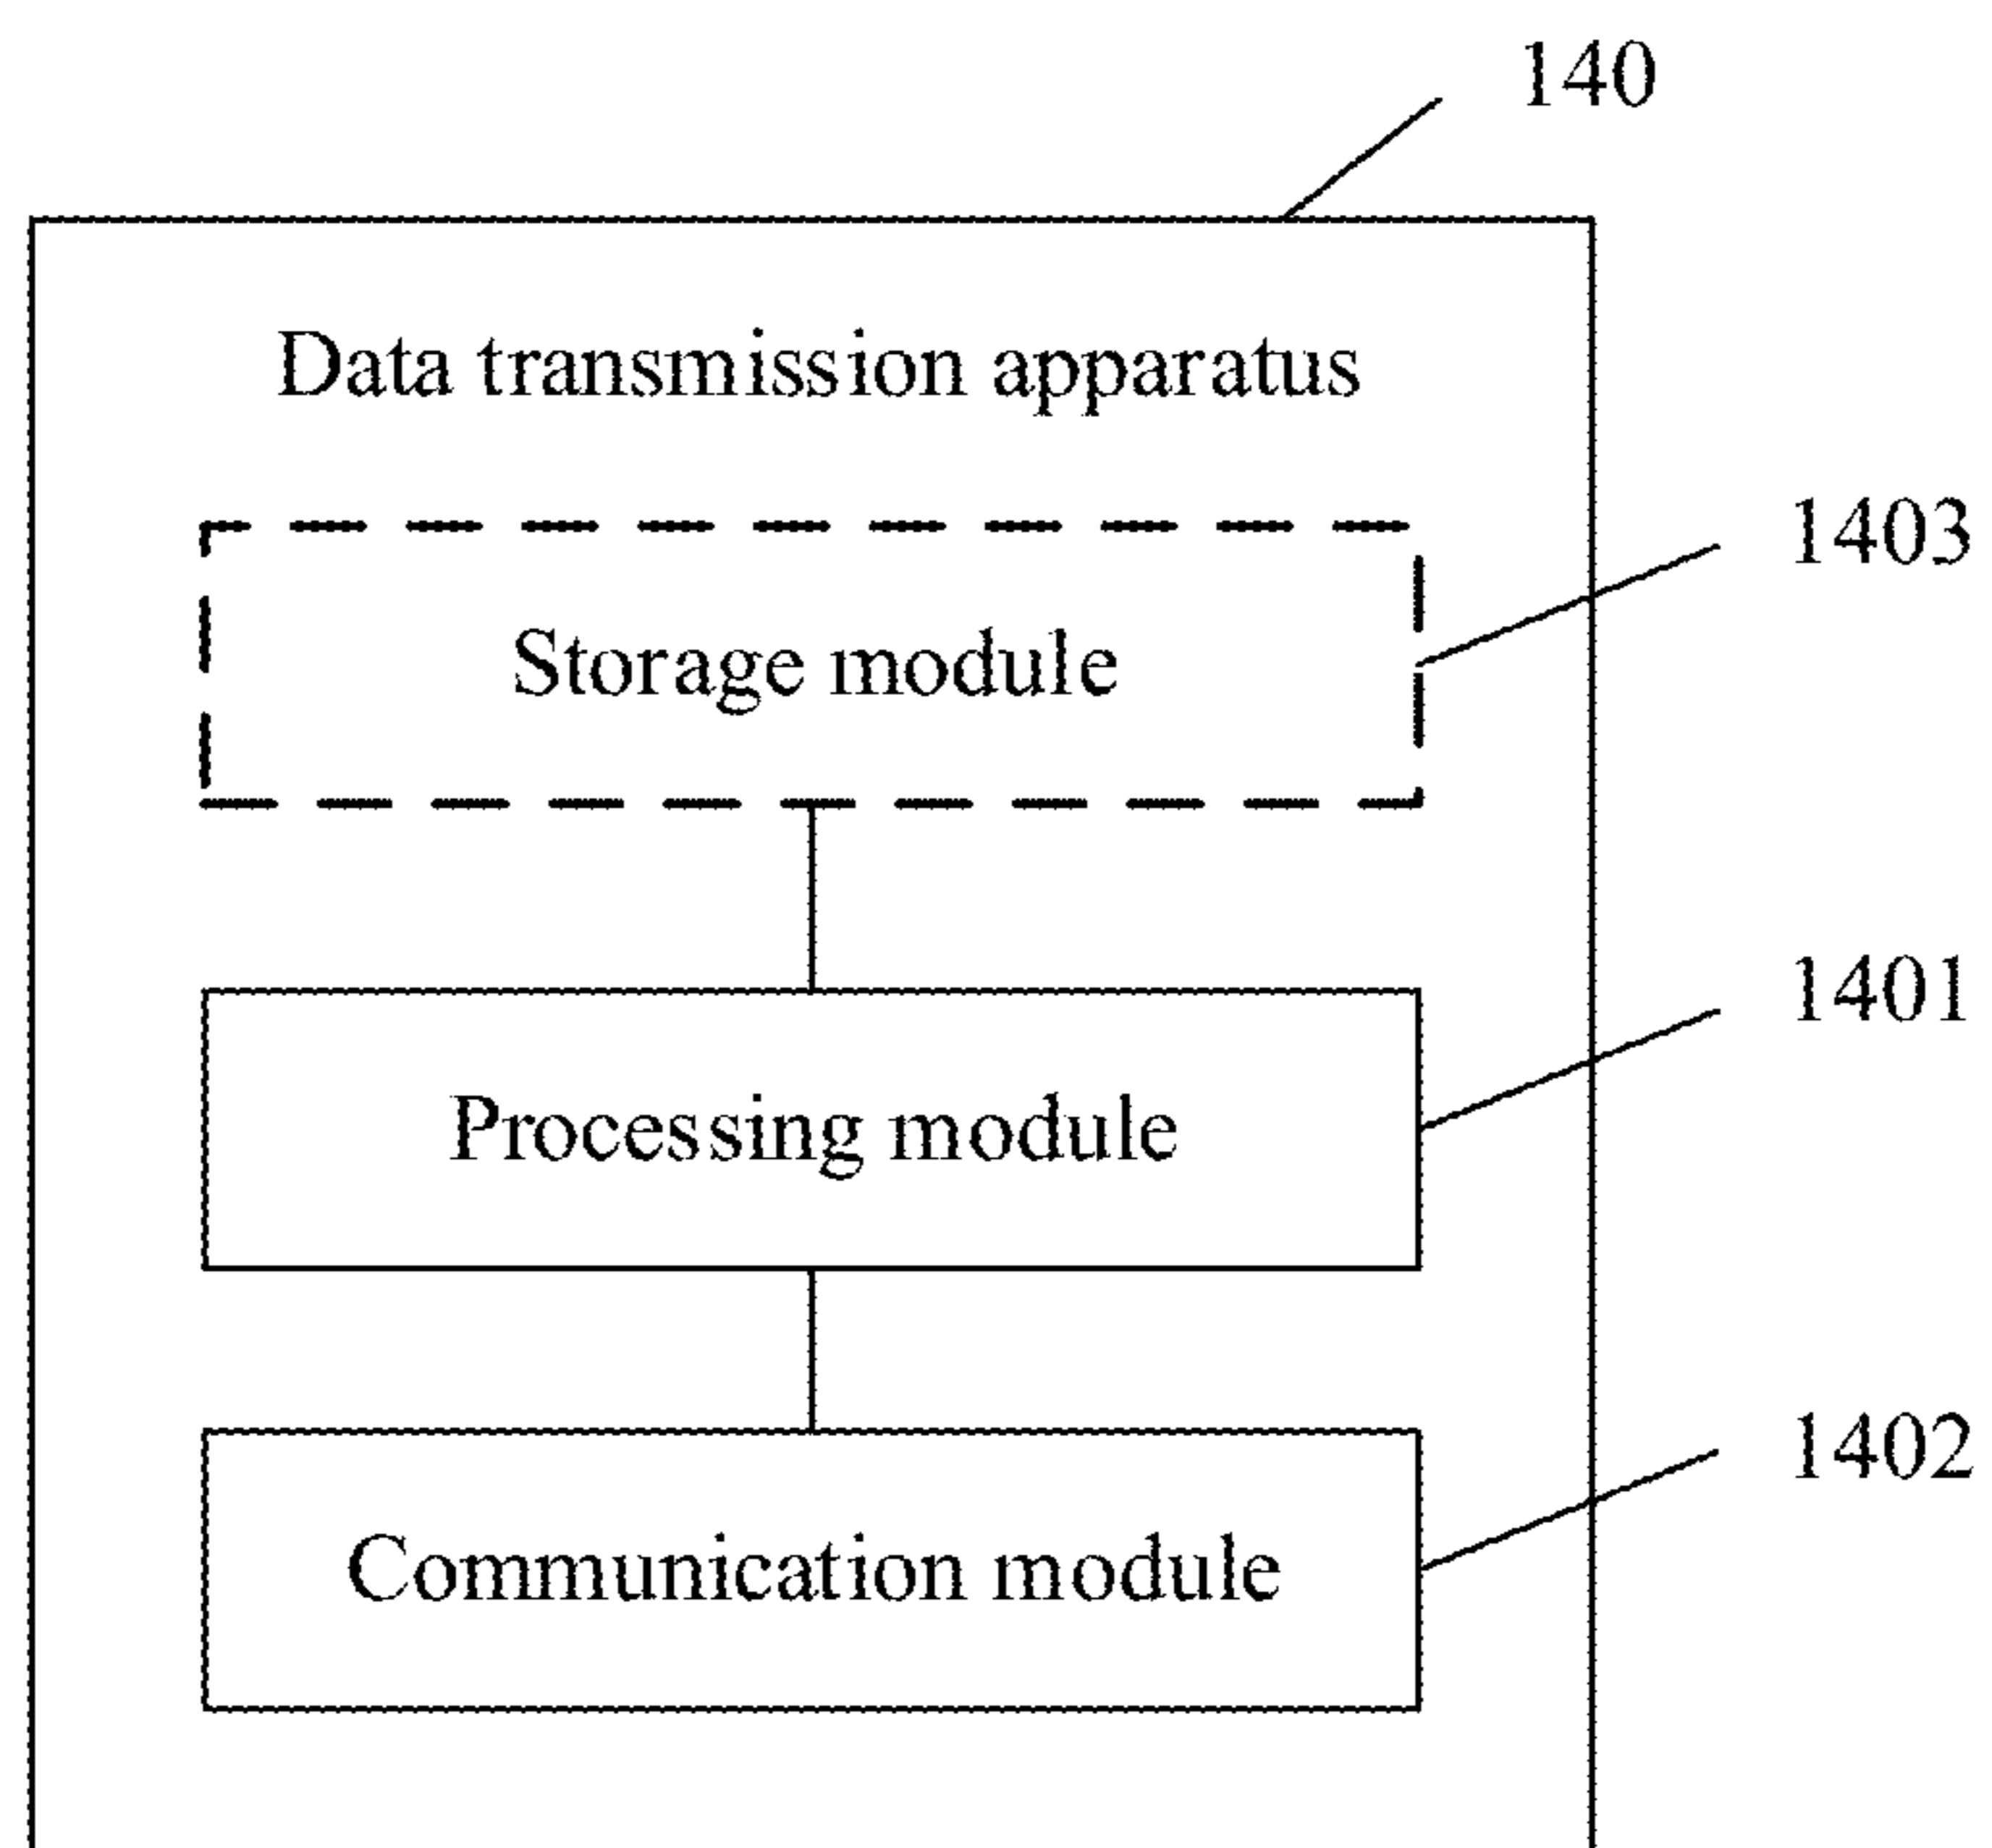 140
Data transmission apparatus
1403
Storage module
1401
Processing module
1402
Communication module